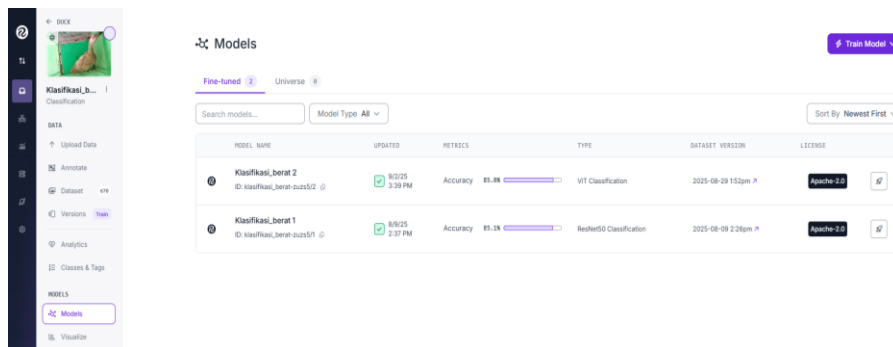 ← DUCK
Klasifikasi_b...
Classification
DATA
Upload Data
Annotate
Dataset 670
Versions Train
Analytics
Classes & Tags
MODELS
Models
Visualize
Models
Train Model
Fine-tuned 2 Universe 0
Search models... Model Type All
Sort By Newest First
MODEL NAME UPDATED METRICS TYPE DATASET VERSION LICENSE
Klasifikasi_berat 2
ID: klasifikasi_berat-zuzs5/2
9/2/25
3:39 PM
Accuracy
ViT Classification
2025-08-29 1:52pm ↗
Apache-2.0
Klasifikasi_berat 1
ID: klasifikasi_berat-zuzs5/1
8/9/25
2:37 PM
Accuracy 85.1%
ResNet50 Classification
2025-08-09 2:26pm ↗
Apache-2.0